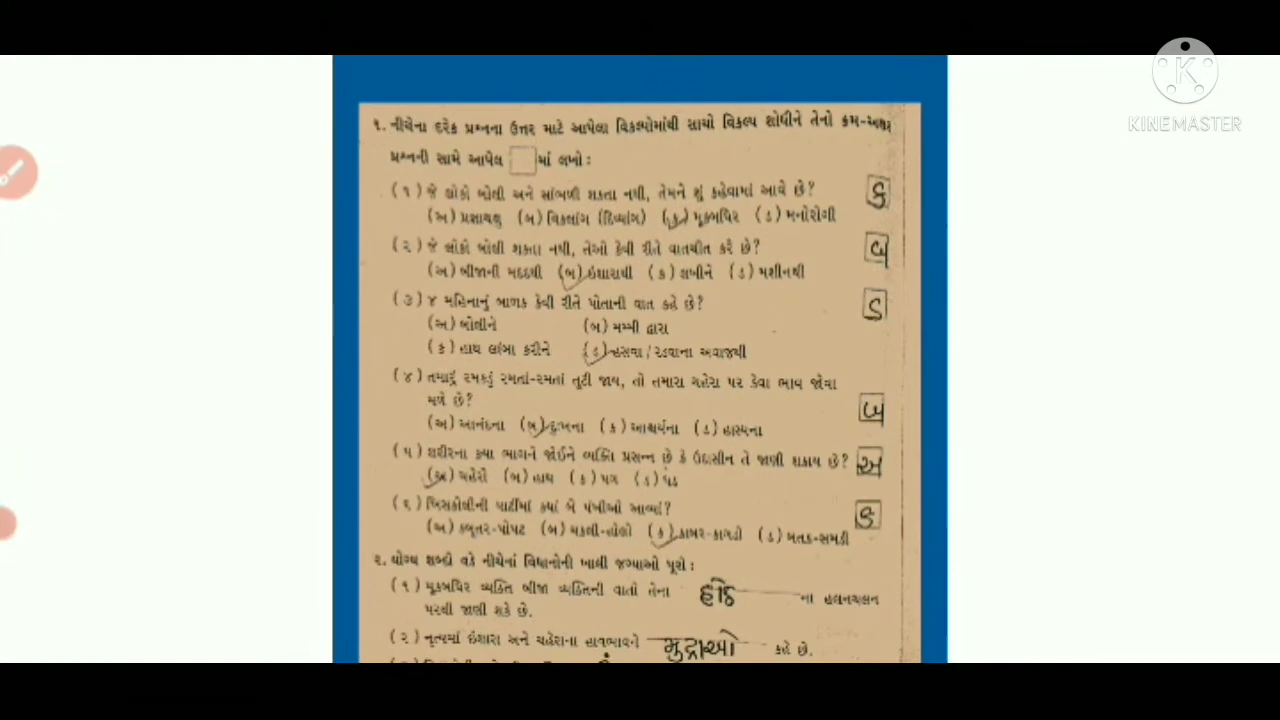 KINEMASTER
૧. નીચેના દરેક પ્રશ્નના ઉત્તર માટે આપેલા વિકલ્પોમાંથી સાચો વિકલ્પ શોધીને તેનો ક્રમ-અક્ષર
પ્રશ્નની સામે આપેલ માં લખો :
(૧) જે લોકો બોલી અને સાંભળી શકતા નથી, તેમને શું કહેવામાં આવે છે? ક
(અ) પ્રજ્ઞાચક્ષુ (બ) વિકલાંગ (દિવ્યાંગ) (ક) મૂકબધિર (ડ) મનોરોગી
(૨) જે લોકો બોલી શકતા નથી, તેઓ કેવી રીતે વાતચીત કરે છે? બ
(અ) બીજાની મદદથી (બ) ઇશારાથી (ક) લખીને (ડ) મશીનથી
(૩) ૪ મહિનાનું બાળક કેવી રીતે પોતાની વાત કહે છે? ડ
(અ) બોલીને (બ) મમ્મી દ્વારા
(ક) હાથ લાંબા કરીને (ડ) હસવા/રડવાના અવાજથી
(૪) તમારું રમકડું રમતાં-રમતાં તૂટી જાય, તો તમારા ચહેરા પર કેવા ભાવ જોવા
મળે છે? બ
(અ) આનંદના (બ) દુઃખના (ક) આશ્ચર્યના (ડ) હાસ્યના
(૫) શરીરના કયા ભાગને જોઈને વ્યક્તિ પ્રસન્ન છે કે ઉદાસીન તે જાણી શકાય છે? અ
(અ) ચહેરો (બ) હાથ (ક) પગ (ડ) ધડ
(૬) ખિસકોલીની પાર્ટીમાં કયાં બે પંખીઓ આવ્યાં? ક
(અ) કબૂતર-પોપટ (બ) ચકલી-હોલો (ક) કાબર-કાગડો (ડ) બતક-સમડી
૨. યોગ્ય શબ્દો વડે નીચેનાં વિધાનોની ખાલી જગ્યાઓ પૂરો :
(૧) મૂકબધિર વ્યક્તિ બીજા વ્યક્તિની વાતો તેના હોઠ ના હલનચલન
પરથી જાણી શકે છે.
(૨) નૃત્યમાં ઇશારા અને ચહેરાના હાવભાવને મુદ્રાઓ કહે છે.